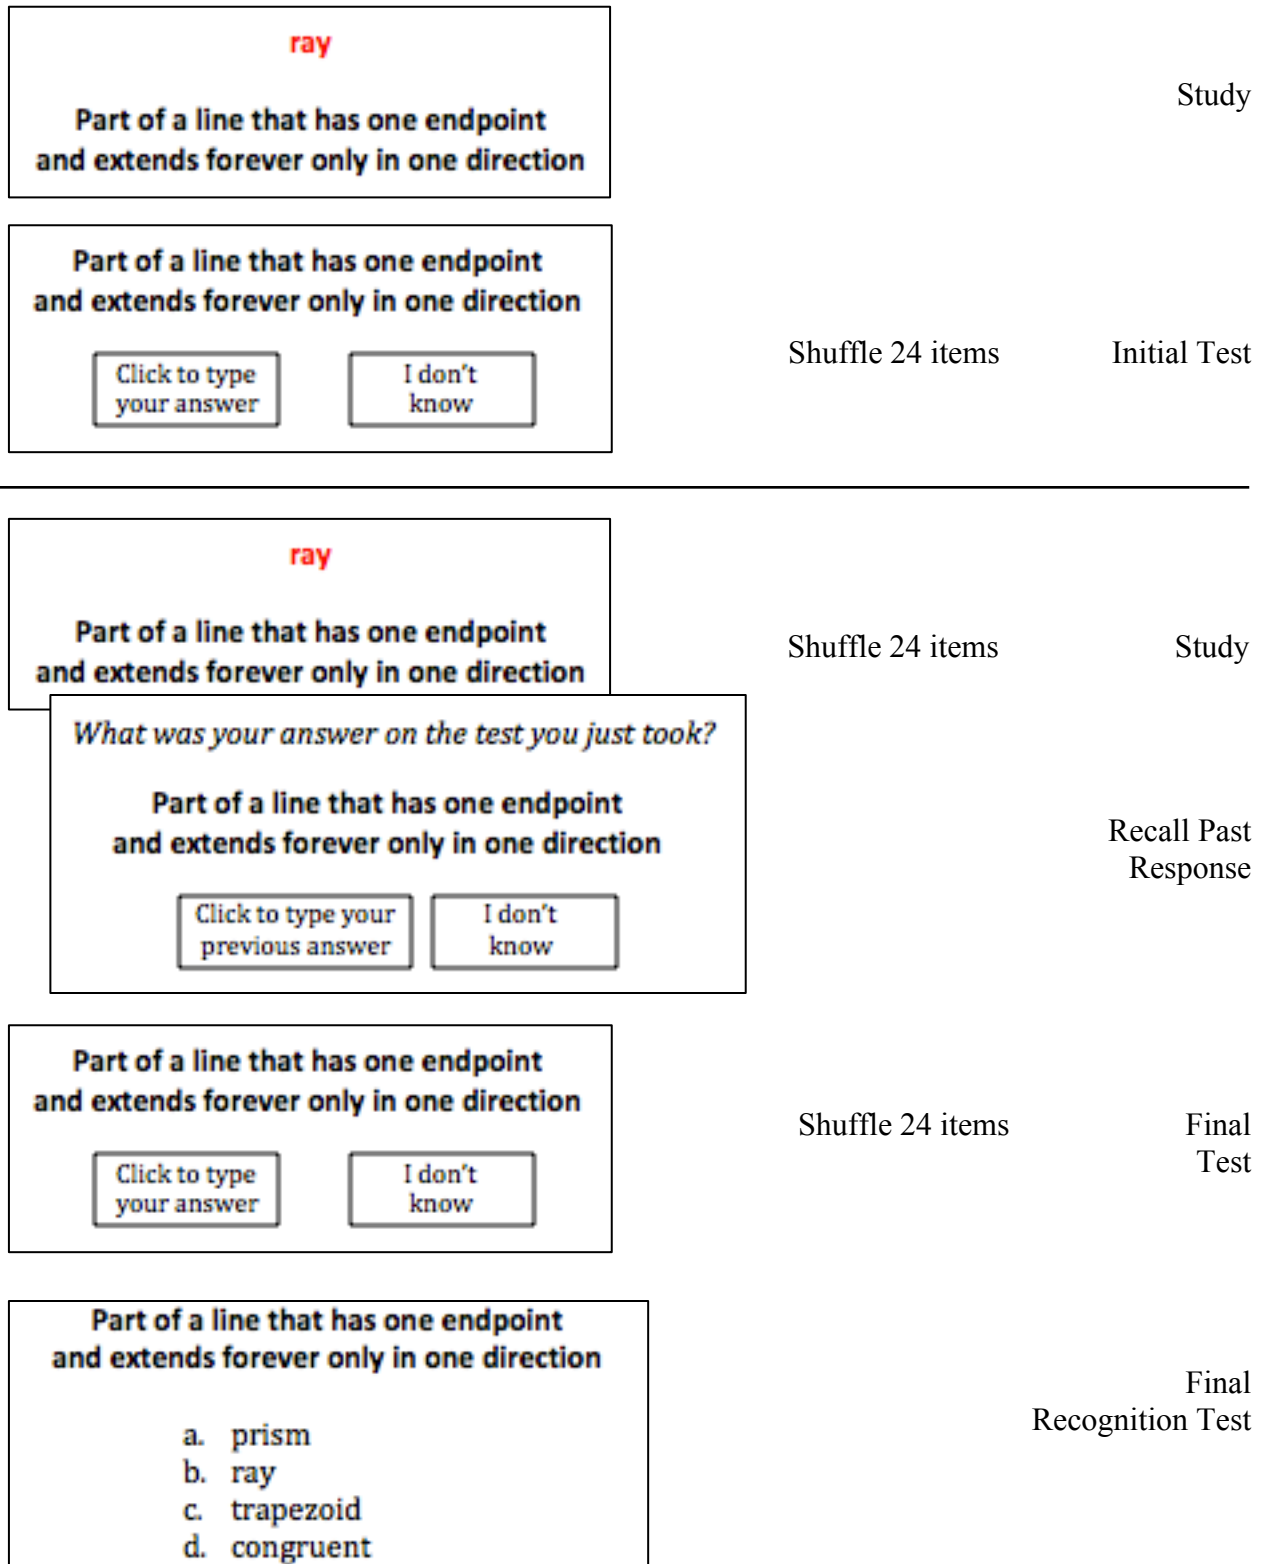 ray
Part of a line that has one endpoint
and extends forever only in one direction
Study
Part of a line that has one endpoint
and extends forever only in one direction
Click to type
your answer
I don't
know
Shuffle 24 items
Initial Test
ray
Part of a line that has one endpoint
and extends forever only in one direction
Shuffle 24 items
Study
What was your answer on the test you just took?
Part of a line that has one endpoint
and extends forever only in one direction
Click to type your
previous answer
I don't
know
Recall Past
Response
Part of a line that has one endpoint
and extends forever only in one direction
Click to type
your answer
I don't
know
Shuffle 24 items
Final
Test
Part of a line that has one endpoint
and extends forever only in one direction
a. prism
b. ray
c. trapezoid
d. congruent
Final
Recognition Test